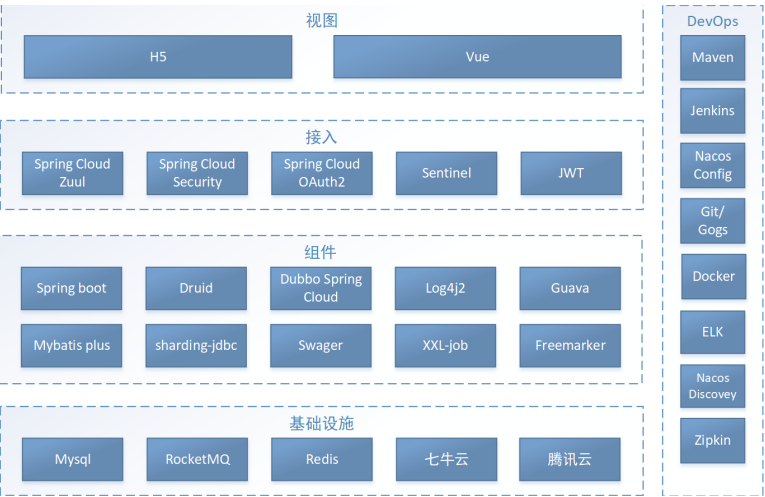 视图
H5
Vue
接入
Spring Cloud
Zuul
Spring Cloud
Security
Spring Cloud
OAuth2
Sentinel
JWT
组件
Spring boot
Druid
Dubbo Spring
Cloud
Log4j2
Guava
Mybatis plus
sharding-jdbc
Swager
XXL-job
Freemarker
基础设施
Mysql
RocketMQ
Redis
七牛云
腾讯云
DevOps
Maven
Jenkins
Nacos
Config
Git/
Gogs
Docker
ELK
Nacos
Discovey
Zipkin